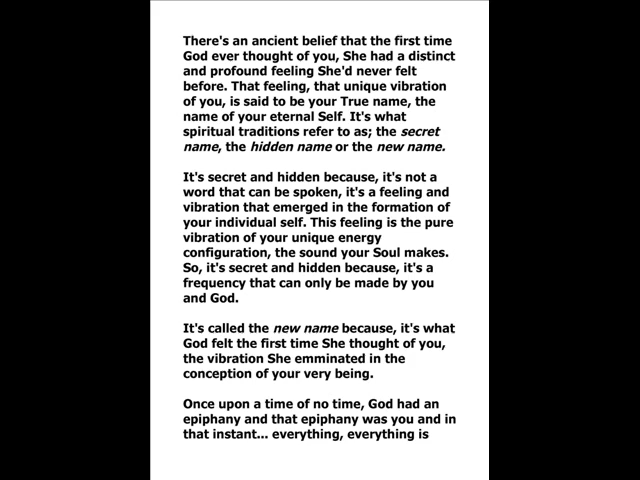 There's an ancient belief that the first time
God ever thought of you, She had a distinct
and profound feeling She'd never felt
before. That feeling, that unique vibration
of you, is said to be your True name, the
name of your eternal Self. It's what
spiritual traditions refer to as; the secret
name, the hidden name or the new name.
It's secret and hidden because, it's not a
word that can be spoken, it's a feeling and
vibration that emerged in the formation of
your individual self. This feeling is the pure
vibration of your unique energy
configuration, the sound your Soul makes.
So, it's secret and hidden because, it's a
frequency that can only be made by you
and God.
It's called the new name because, it's what
God felt the first time She thought of you,
the vibration She emminated in the
conception of your very being.
Once upon a time of no time, God had an
epiphany and that epiphany was you and in
that instant... everything, everything is